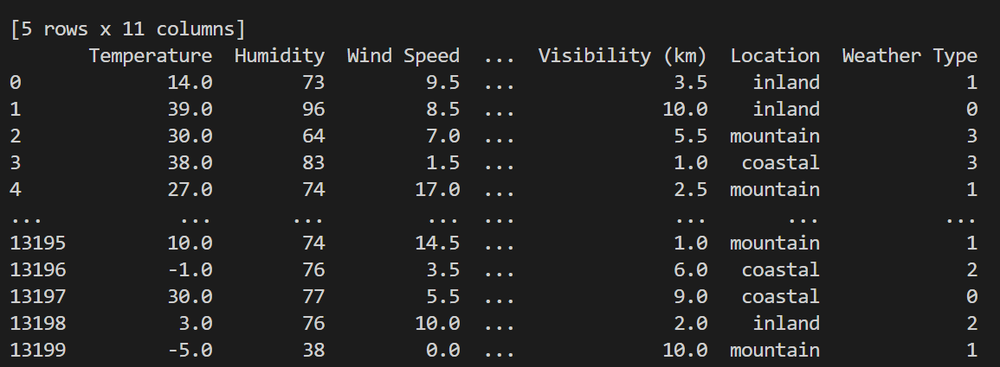 [5 rows x 11 columns]
Temperature Humidity Wind Speed ... Visibility (km) Location Weather Type
0 14.0 73 9.5 ... 3.5 inland 1
1 39.0 96 8.5 ... 10.0 inland 0
2 30.0 64 7.0 ... 5.5 mountain 3
3 38.0 83 1.5 ... 1.0 coastal 3
4 27.0 74 17.0 ... 2.5 mountain 1
... ... ... ... ... ... ... ...
13195 10.0 74 14.5 ... 1.0 mountain 1
13196 -1.0 76 3.5 ... 6.0 coastal 2
13197 30.0 77 5.5 ... 9.0 coastal 0
13198 3.0 76 10.0 ... 2.0 inland 2
13199 -5.0 38 0.0 ... 10.0 mountain 1